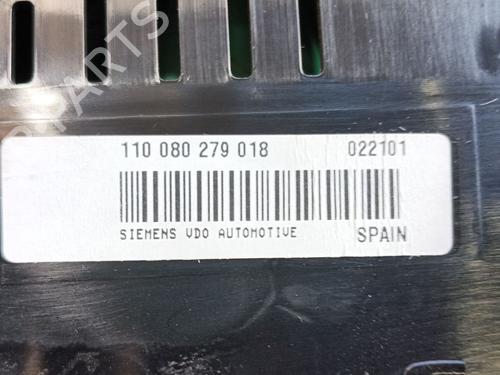 110 080 279 018 022101
SIEMENS VDO AUTOMOTIVE SPAIN